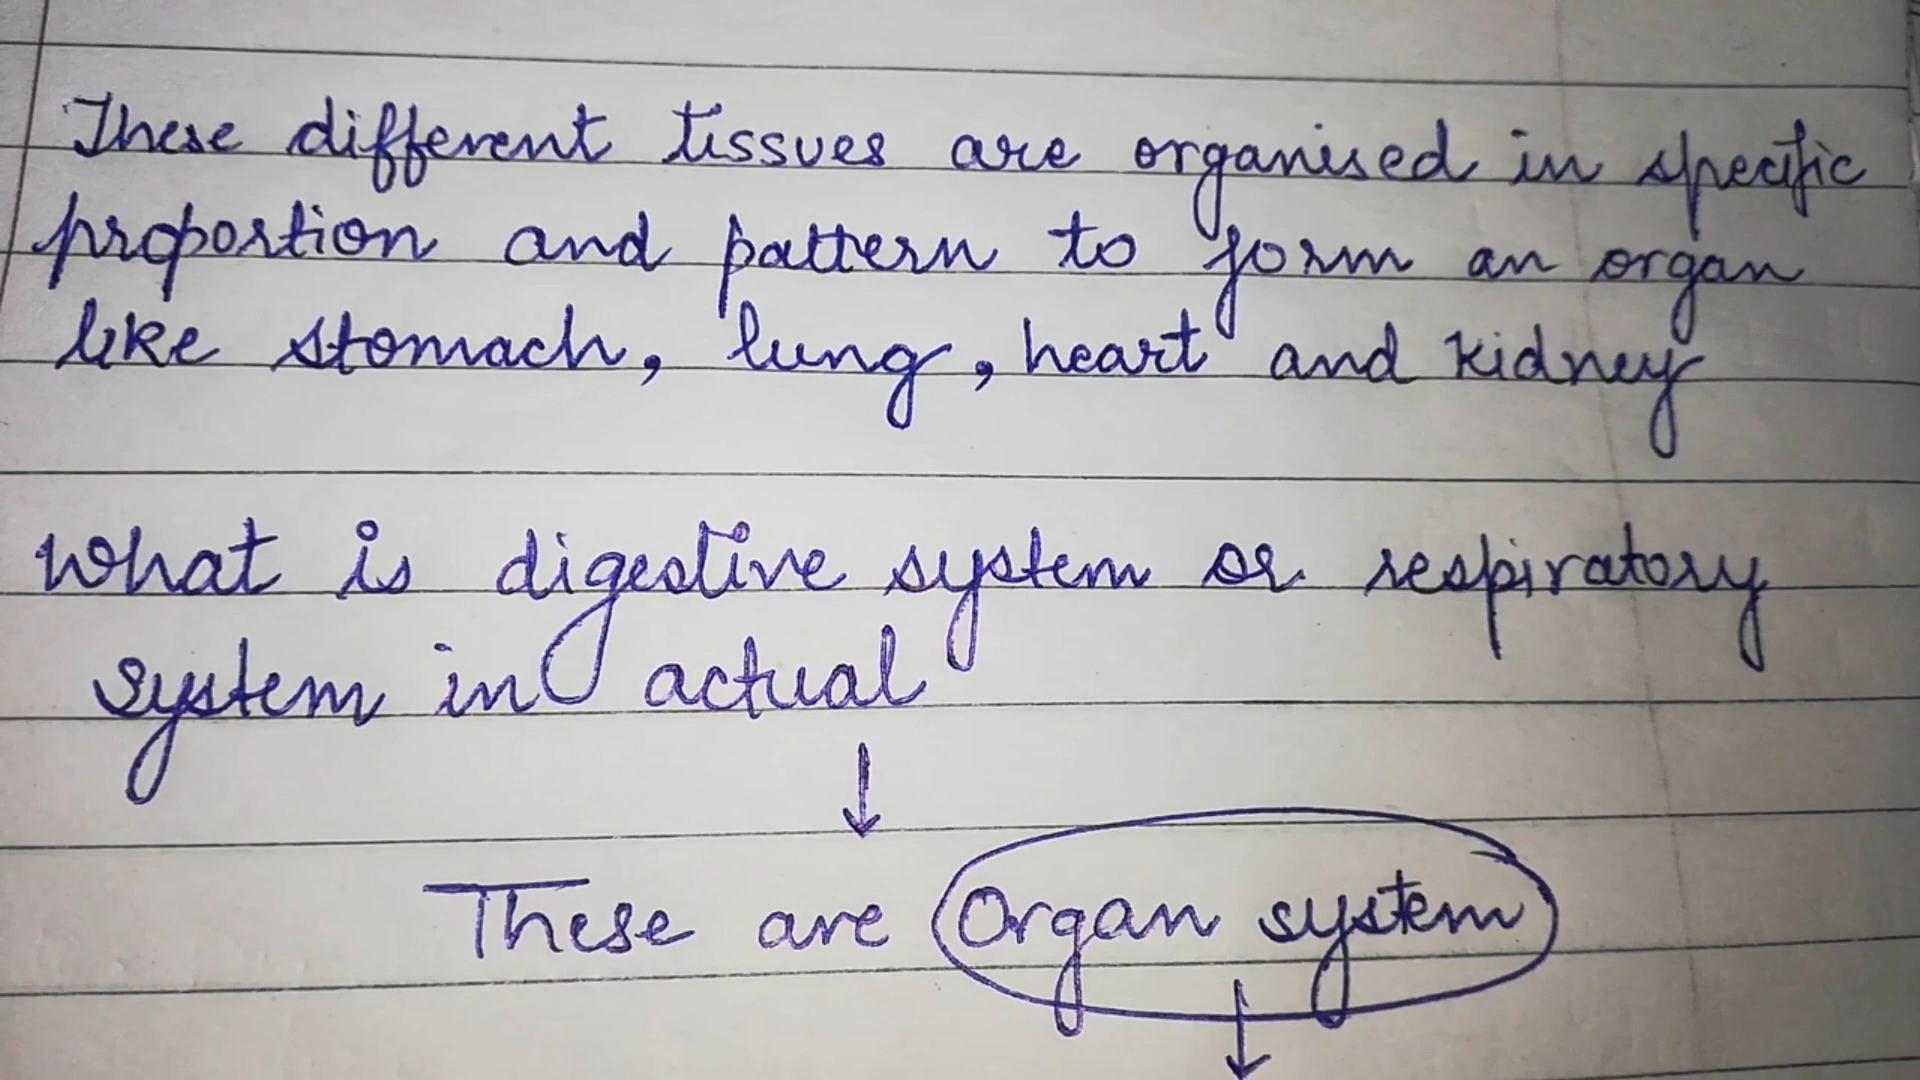 These different tissues are organised in specific
proportion and pattern to form an organ
like stomach, lung, heart and kidney
What is digestive system or respiratory
system in actual
↓
These are Organ system
↓